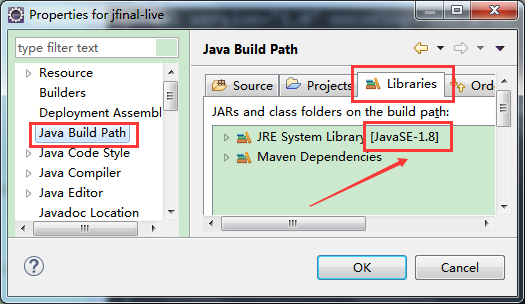 Properties for jfinal-live
type filter text
Resource
Builders
Deployment Assembl
Java Build Path
Java Code Style
Java Compiler
Java Editor
Javadoc Location
Java Build Path
Source
Projects
Libraries
Orde
JARs and class folders on the build path:
JRE System Library [JavaSE-1.8]
Maven Dependencies
OK
Cancel